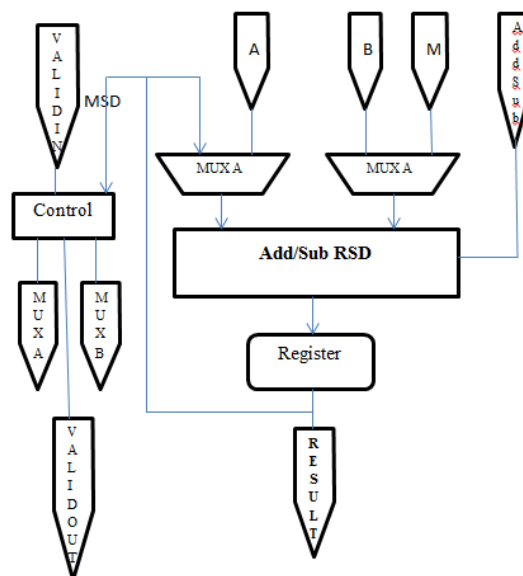 VALIDIN
A
B
M
AddSub
MSD
MUX A
MUX A
Control
Add/Sub RSD
MUXA
MUXB
Register
VALIDOUT
RESULT